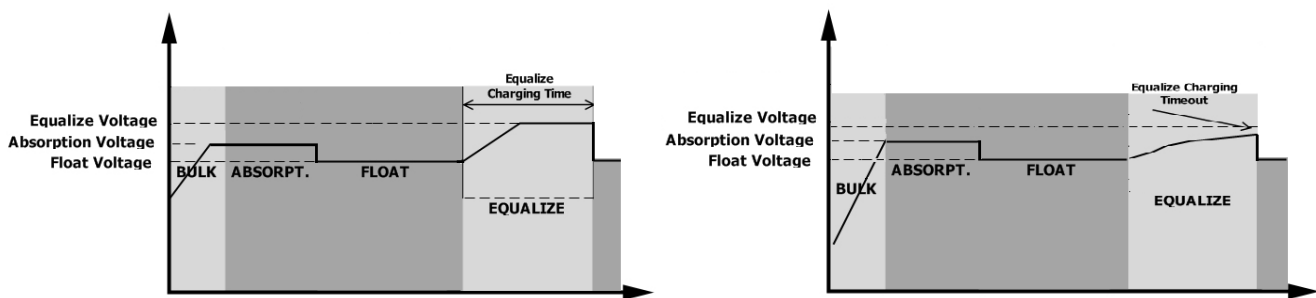 Equalize
Charging Time
Equalize Voltage
Absorption Voltage
Float Voltage
BULK
ABSORPT.
FLOAT
EQUALIZE
Equalize Charging
Timeout
Equalize Voltage
Absorption Voltage
Float Voltage
BULK
ABSORPT.
FLOAT
EQUALIZE